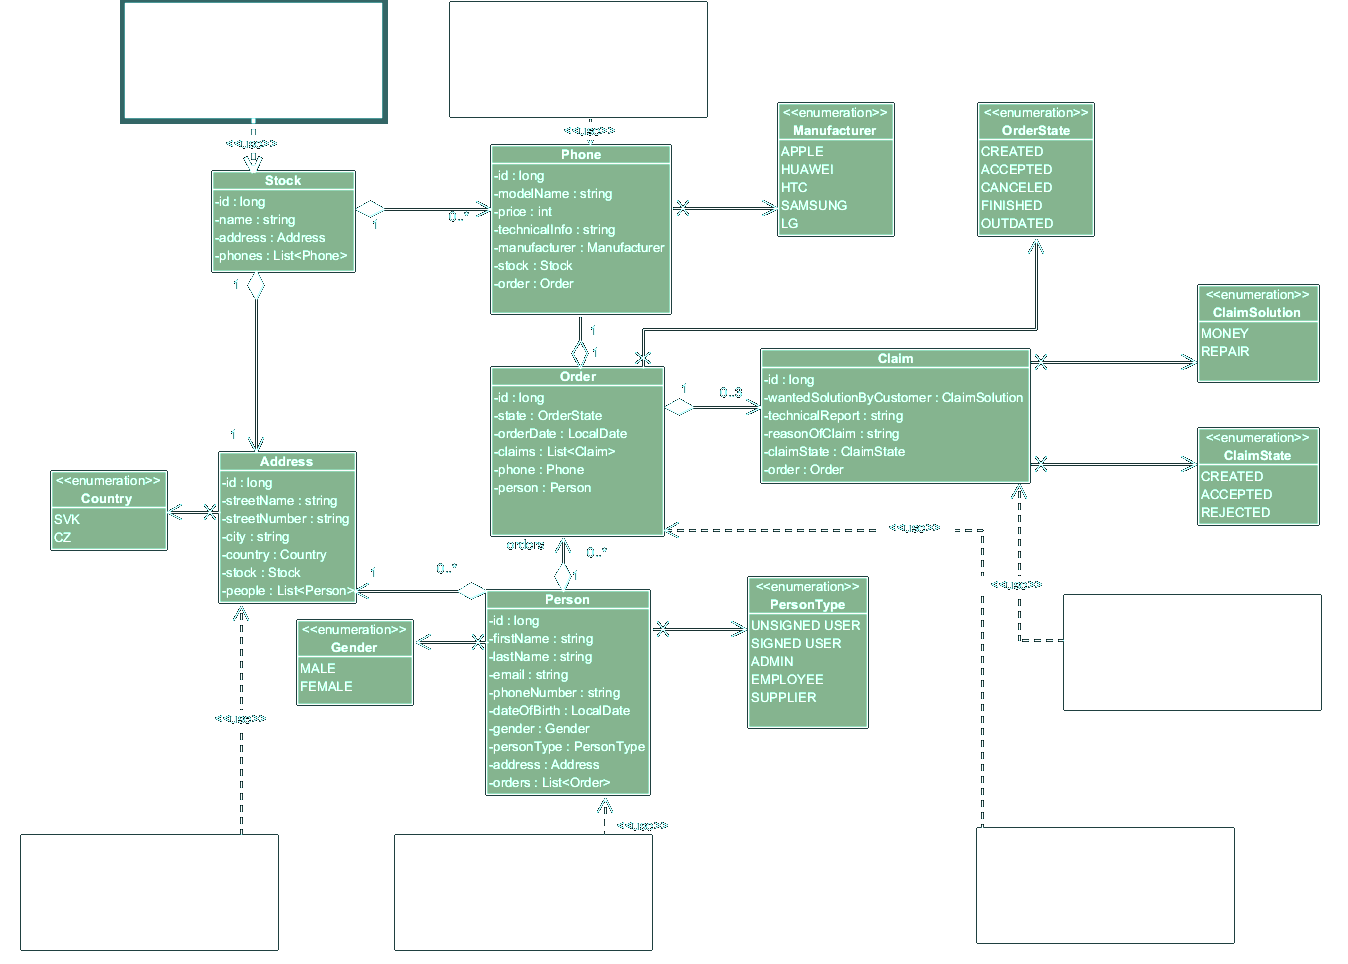 <<use>>
<<use>>
Stock
-id : long
-name : string
-address : Address
-phones : List<Phone>
1
0..*
1
1
Phone
-id : long
-modelName : string
-price : int
-technicalInfo : string
-manufacturer : Manufacturer
-stock : Stock
-order : Order
<<enumeration>>
Manufacturer
APPLE
HUAWEI
HTC
SAMSUNG
LG
<<enumeration>>
OrderState
CREATED
ACCEPTED
CANCELED
FINISHED
OUTDATED
1
1
Order
-id : long
-state : OrderState
-orderDate : LocalDate
-claims : List<Claim>
-phone : Phone
-person : Person
1
0..3
Claim
-id : long
-wantedSolutionByCustomer : ClaimSolution
-technicalReport : string
-reasonOfClaim : string
-claimState : ClaimState
-order : Order
<<enumeration>>
ClaimSolution
MONEY
REPAIR
<<enumeration>>
ClaimState
CREATED
ACCEPTED
REJECTED
<<enumeration>>
Country
SVK
CZ
Address
-id : long
-streetName : string
-streetNumber : string
-city : string
-country : Country
-stock : Stock
-people : List<Person>
1
0..*
orders
0..*
1
<<use>>
<<use>>
<<enumeration>>
Gender
MALE
FEMALE
Person
-id : long
-firstName : string
-lastName : string
-email : string
-phoneNumber : string
-dateOfBirth : LocalDate
-gender : Gender
-personType : PersonType
-address : Address
-orders : List<Order>
<<enumeration>>
PersonType
UNSIGNED USER
SIGNED USER
ADMIN
EMPLOYEE
SUPPLIER
<<use>>
<<use>>